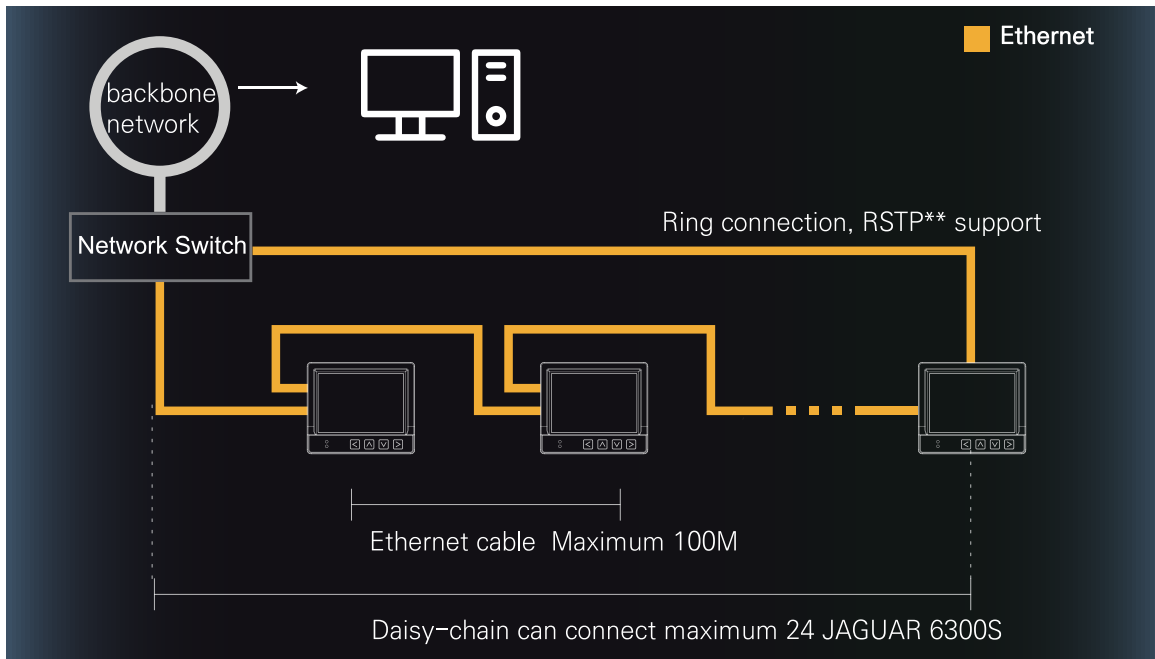 Ethernet
backbone
network
Network Switch
Ring connection, RSTP** support
Ethernet cable  Maximum 100M
Daisy-chain can connect maximum 24 JAGUAR 6300S